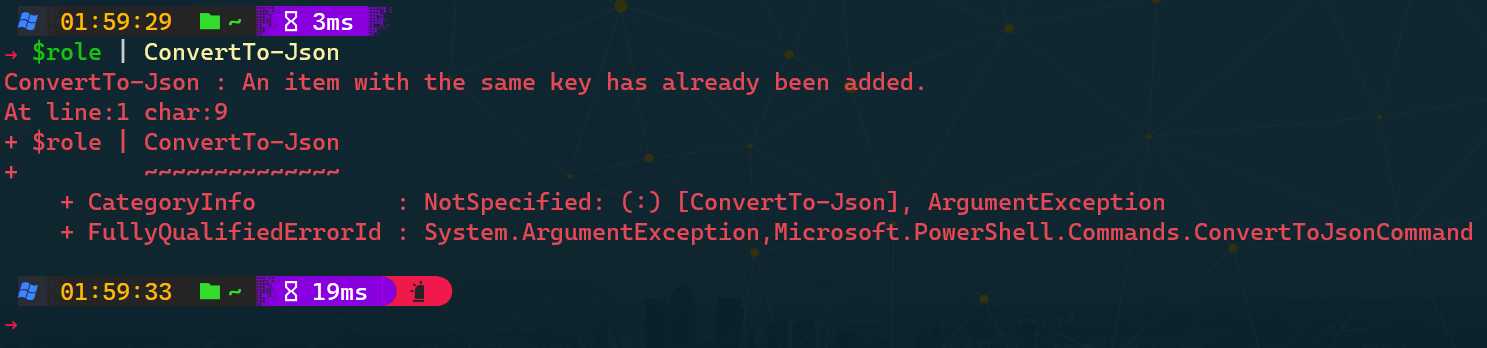 01:59:29 ~ 3ms
→ $role | ConvertTo-Json
ConvertTo-Json : An item with the same key has already been added.
At line:1 char:9
+ $role | ConvertTo-Json
+         ~~~~~~~~~~~~~~
    + CategoryInfo          : NotSpecified: (:) [ConvertTo-Json], ArgumentException
    + FullyQualifiedErrorId : System.ArgumentException,Microsoft.PowerShell.Commands.ConvertToJsonCommand
01:59:33 ~ 19ms
→